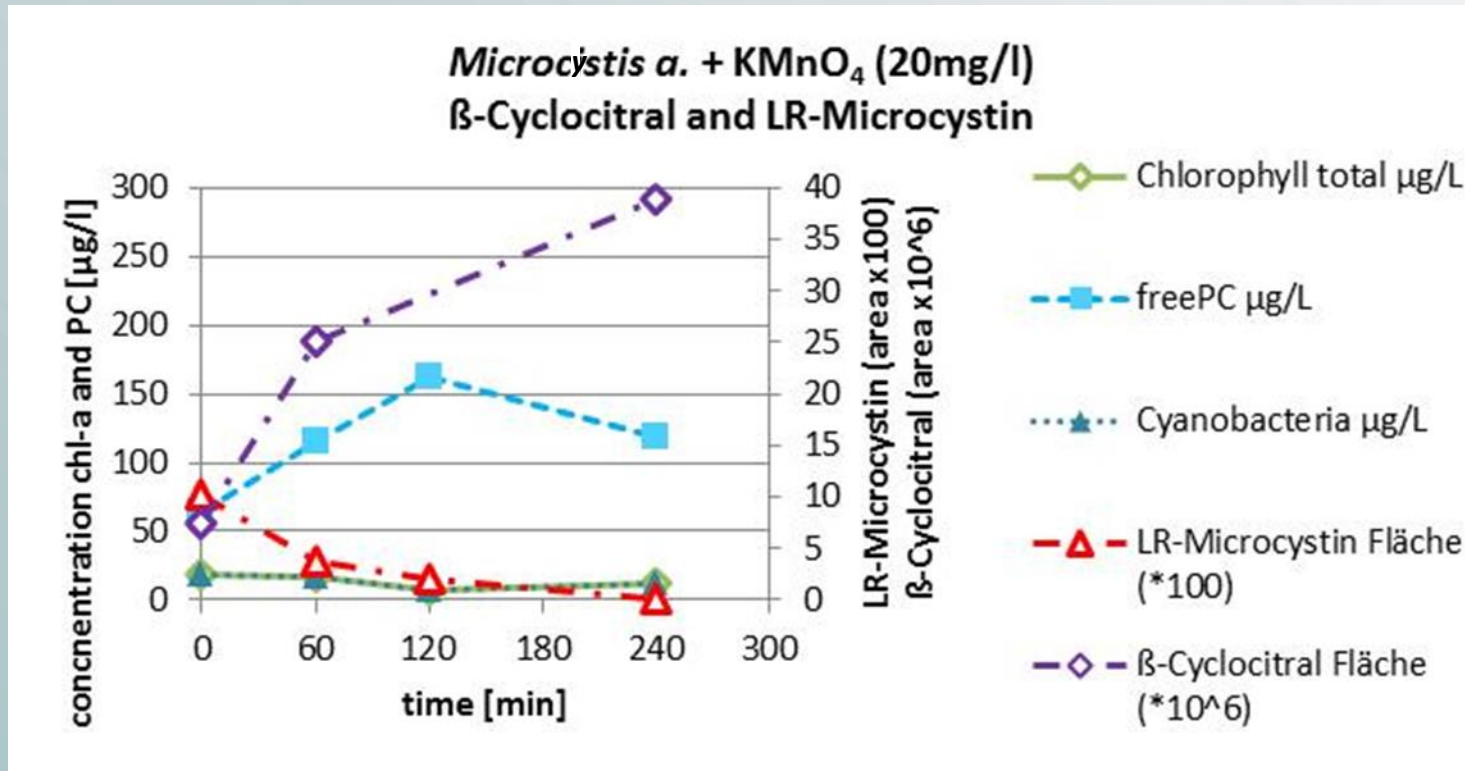 Microcystis a. + KMnO₄ (20mg/l)
ß-Cyclocitral and LR-Microcystin
concnentration chl-a and PC [µg/l]
300
250
200
150
100
50
0
0 60 120 180 240 300
time [min]
40
35
30
25
20
15
10
5
0
LR-Microcystin (area x100)
ß-Cyclocitral (area x10^6)
Chlorophyll total µg/L
freePC µg/L
Cyanobacteria µg/L
LR-Microcystin Fläche
(*100)
ß-Cyclocitral Fläche
(*10^6)